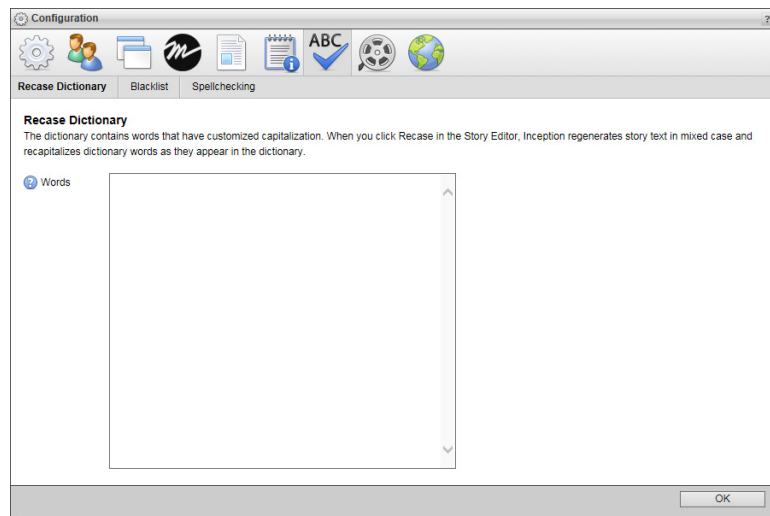 Configuration
?
ABC
Recase Dictionary Blacklist Spellchecking
Recase Dictionary
The dictionary contains words that have customized capitalization. When you click Recase in the Story Editor, Inception regenerates story text in mixed case and
recapitalizes dictionary words as they appear in the dictionary.
? Words
OK